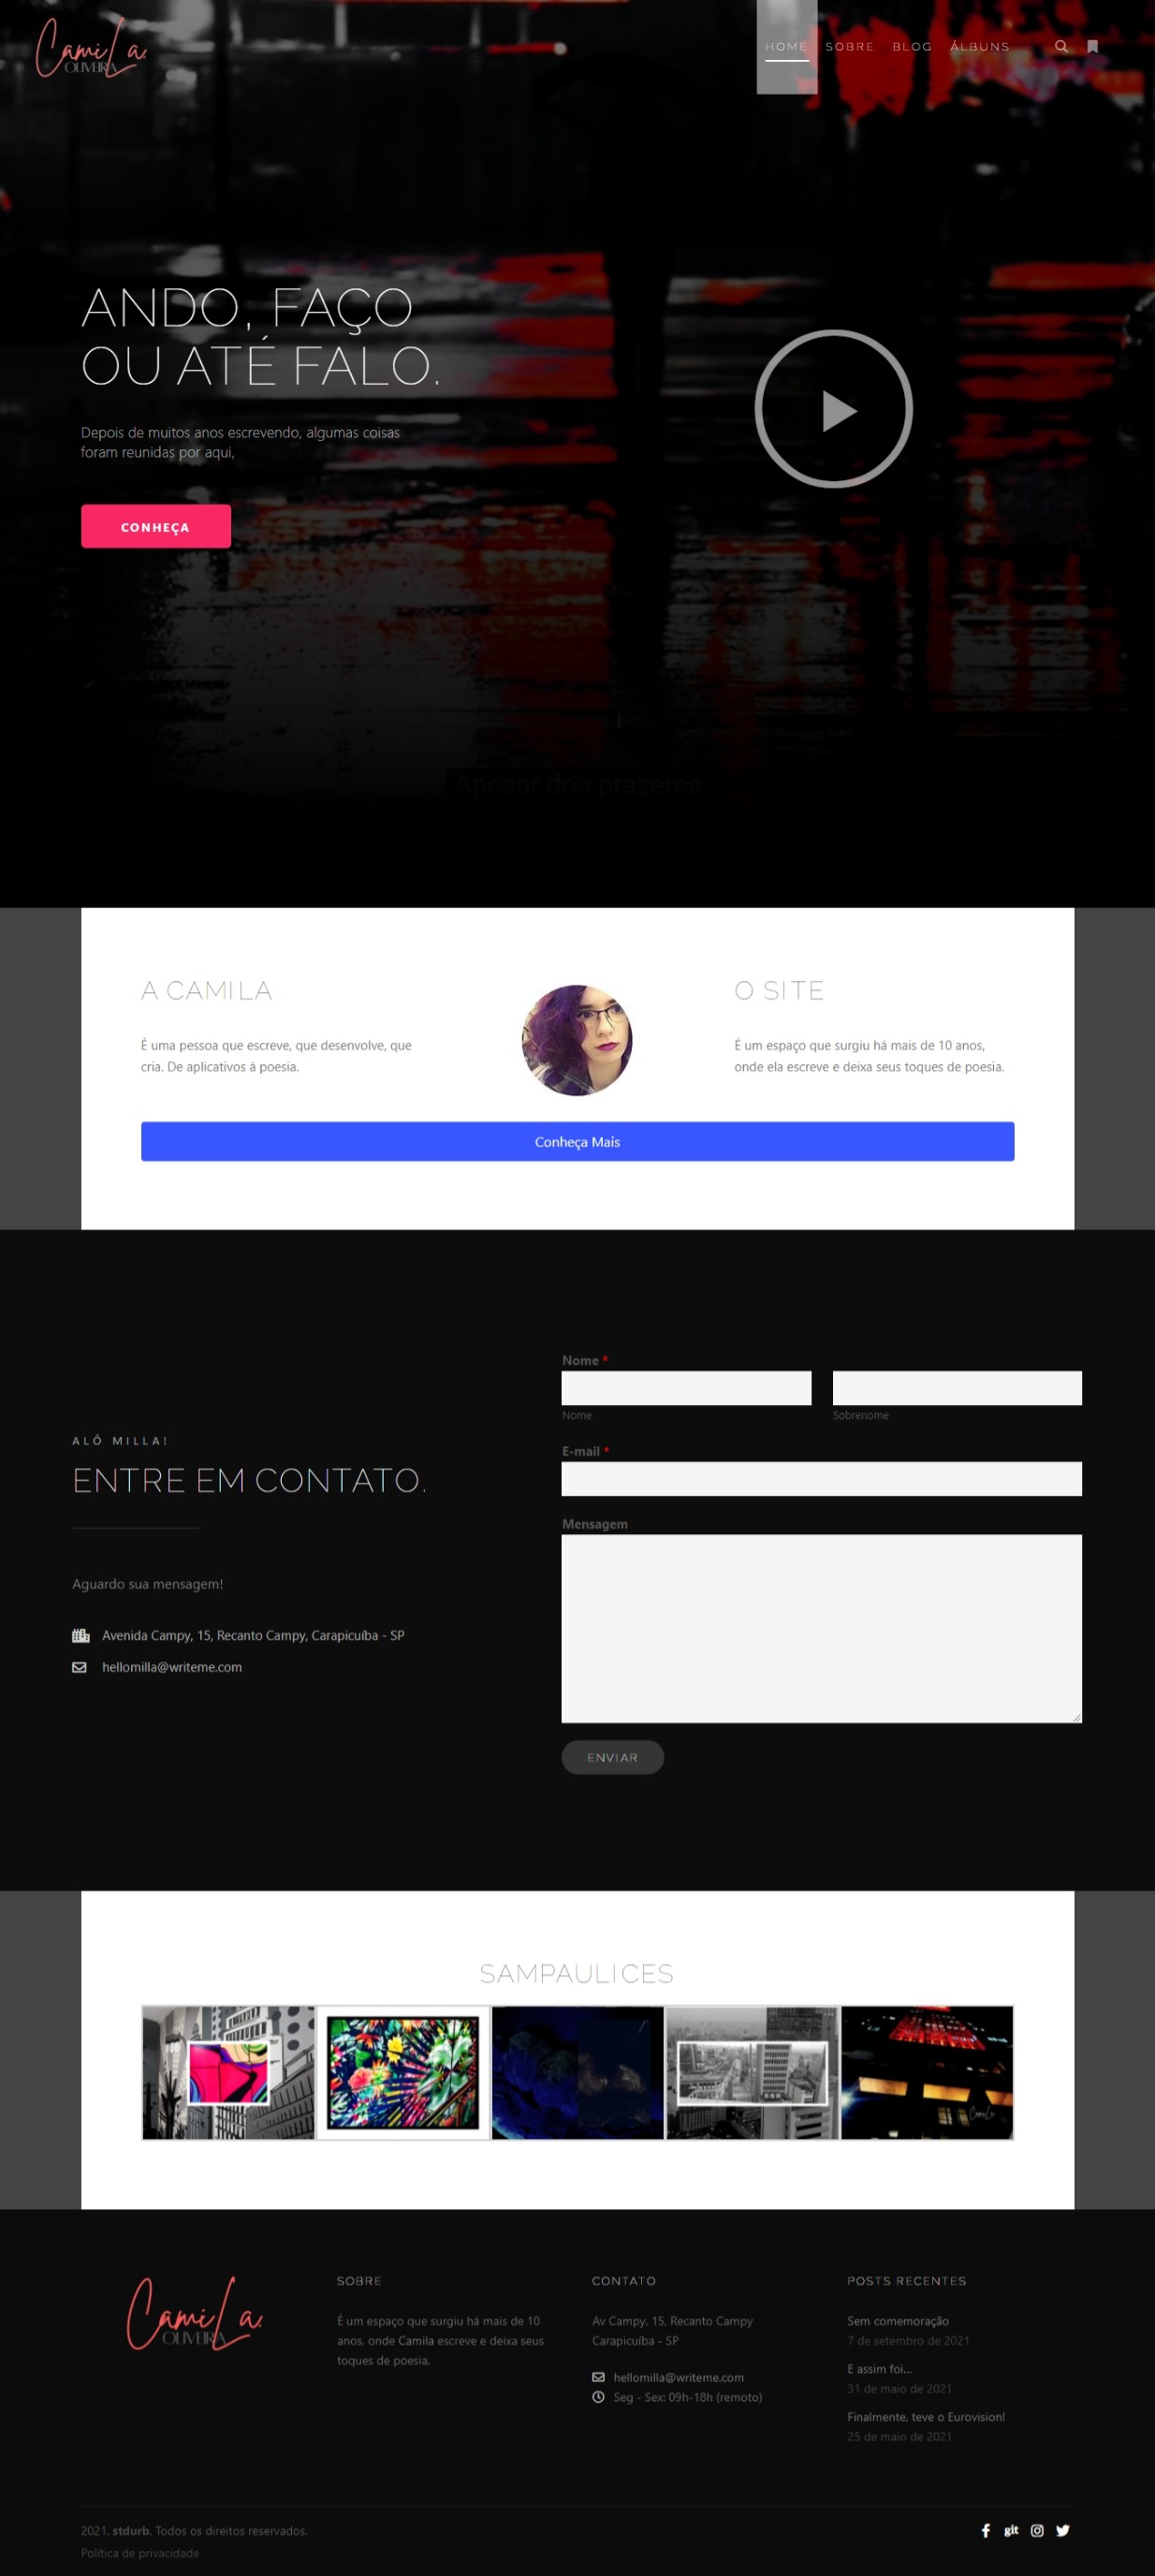 CamiLa
OLIVEIRA
HOME SOBRE BLOG ÁLBUNS
ANDO, FAÇO
OU ATÉ FALO.
Depois de muitos anos escrevendo, algumas coisas
foram reunidas por aqui,
CONHEÇA
Apesar dos prazeres
A CAMILA
É uma pessoa que escreve, que desenvolve, que
cria. De aplicativos à poesia.
O SITE
É um espaço que surgiu há mais de 10 anos,
onde ela escreve e deixa seus toques de poesia.
Conheça Mais
ALÔ MILLA!
ENTRE EM CONTATO.
Aguardo sua mensagem!
Avenida Campy, 15, Recanto Campy, Carapicuíba - SP
hellomilla@writeme.com
Nome *
Nome
Sobrenome
E-mail *
Mensagem
ENVIAR
SAMPAULICES
CamiLa
CamiLa
OLIVEIRA
SOBRE
É um espaço que surgiu há mais de 10
anos, onde Camila escreve e deixa seus
toques de poesia.
CONTATO
Av Campy, 15, Recanto Campy
Carapicuíba - SP
hellomilla@writeme.com
Seg - Sex: 09h-18h (remoto)
POSTS RECENTES
Sem comemoração
7 de setembro de 2021
E assim foi...
31 de maio de 2021
Finalmente, teve o Eurovision!
25 de maio de 2021
2021. stdurb. Todos os direitos reservados.
Política de privacidade
git